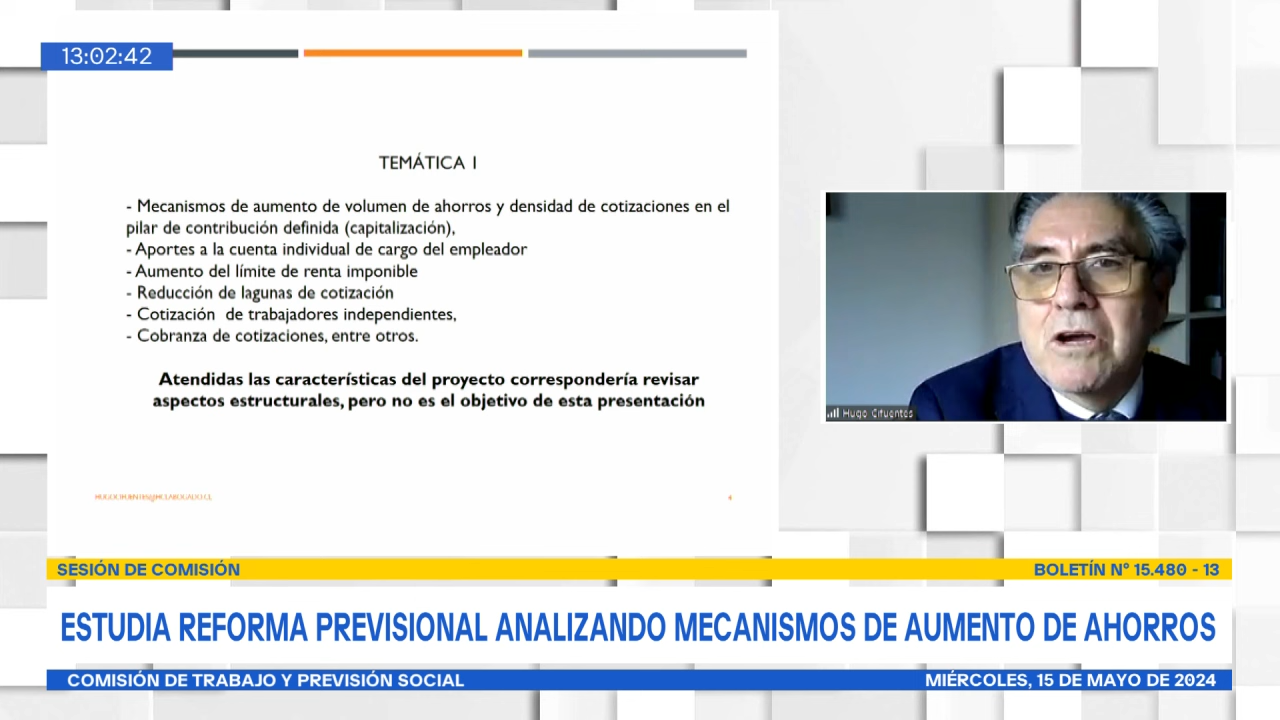 13:02:42
TEMÁTICA 1
- Mecanismos de aumento de volumen de ahorros y densidad de cotizaciones en el
pilar de contribución definida (capitalización),
- Aportes a la cuenta individual de cargo del empleador
- Aumento del límite de renta imponible
- Reducción de lagunas de cotización
- Cotización  de trabajadores independientes,
- Cobranza de cotizaciones, entre otros.
Atendidas las características del proyecto correspondería revisar
aspectos estructurales, pero no es el objetivo de esta presentación
4
Hugo Cifuentes
SESIÓN DE COMISIÓN
BOLETÍN N° 15.480 - 13
ESTUDIA REFORMA PREVISIONAL ANALIZANDO MECANISMOS DE AUMENTO DE AHORROS
COMISIÓN DE TRABAJO Y PREVISIÓN SOCIAL
MIÉRCOLES, 15 DE MAYO DE 2024